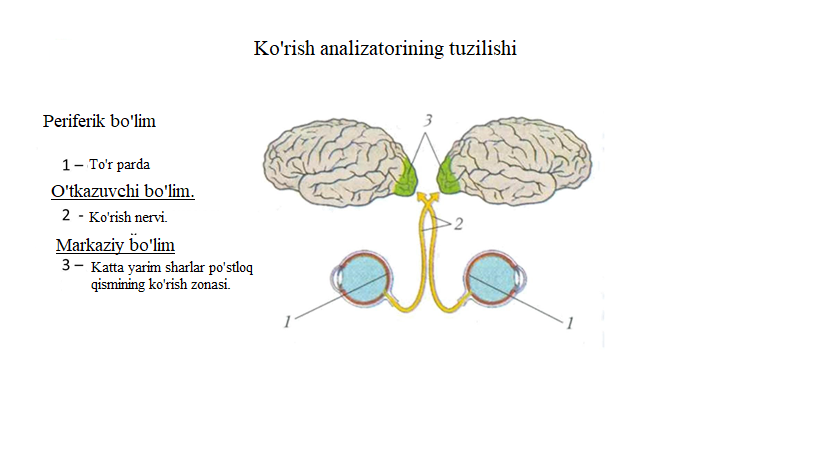 Ko'rish analizatorining tuzilishi
Periferik bo'lim
1 – To'r parda
O'tkazuvchi bo'lim.
2 - Ko'rish nervi.
Markaziy bo'lim
3 – Katta yarim sharlar po'stloq
qismining ko'rish zonasi.
3
2
1
1